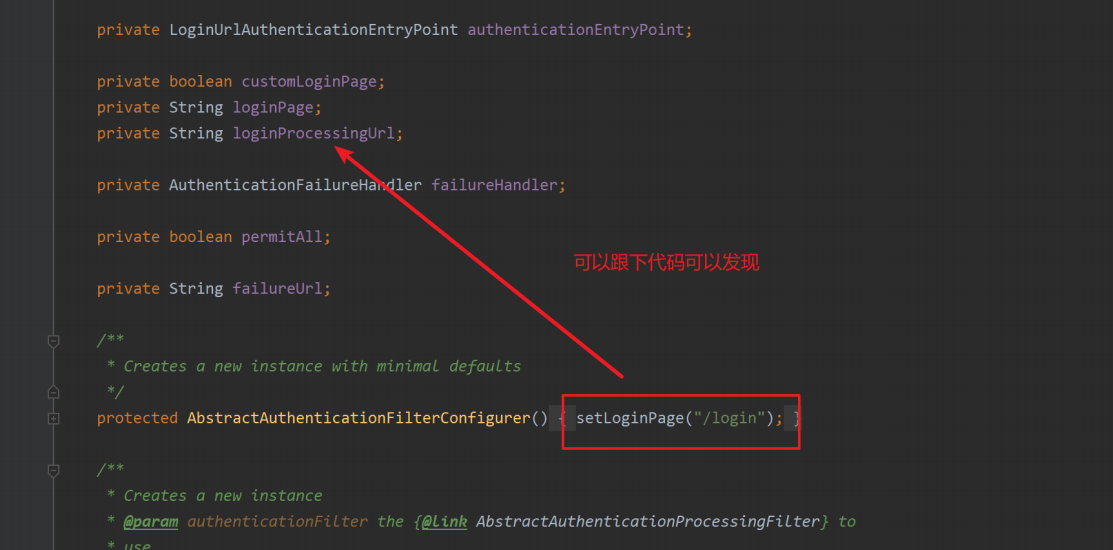 private LoginUrlAuthenticationEntryPoint authenticationEntryPoint;
private boolean customLoginPage;
private String loginPage;
private String loginProcessingUrl;
private AuthenticationFailureHandler failureHandler;
private boolean permitAll;
可以跟下代码可以发现
private String failureUrl;
/**
* Creates a new instance with minimal defaults
*/
protected AbstractAuthenticationFilterConfigurer() { setLoginPage("/login"); }
/**
* Creates a new instance
* @param authenticationFilter the {@link AbstractAuthenticationProcessingFilter} to
* use